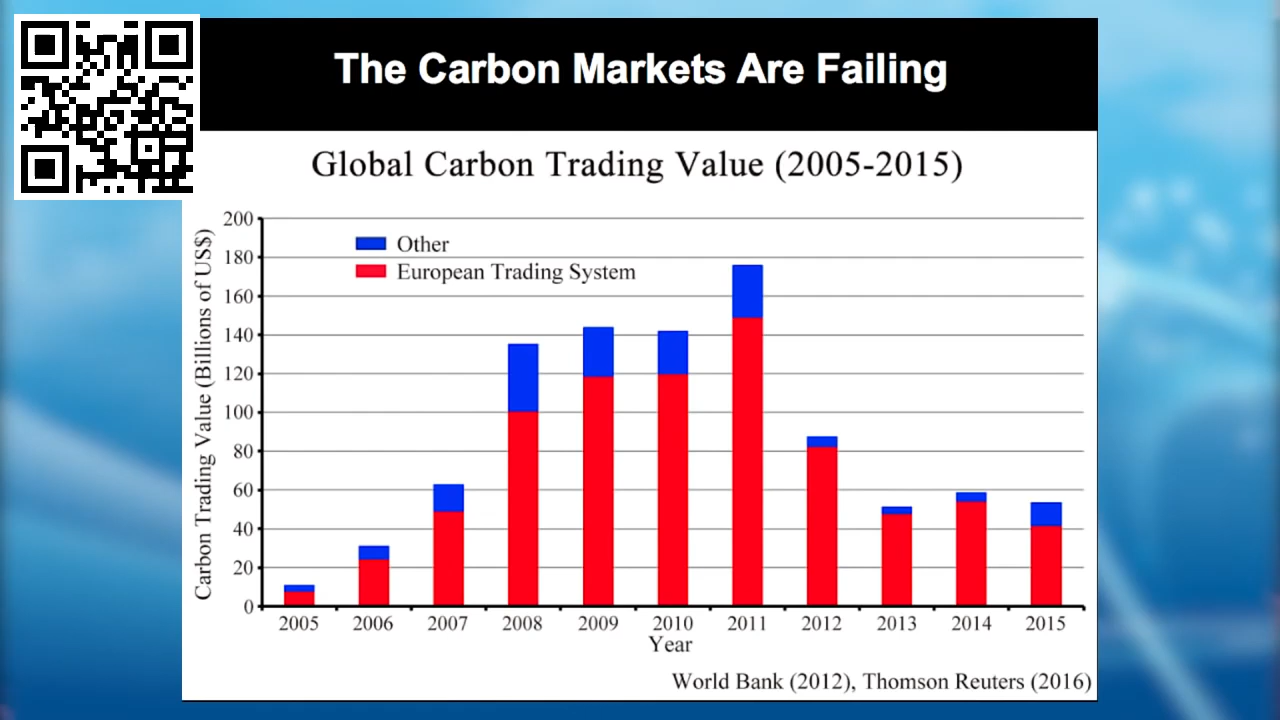 The Carbon Markets Are Failing
Global Carbon Trading Value (2005-2015)
Carbon Trading Value (Billions of US$)
200
180
160
140
120
100
80
60
40
20
0
Other
European Trading System
2005 2006 2007 2008 2009 2010 2011 2012 2013 2014 2015
Year
World Bank (2012), Thomson Reuters (2016)